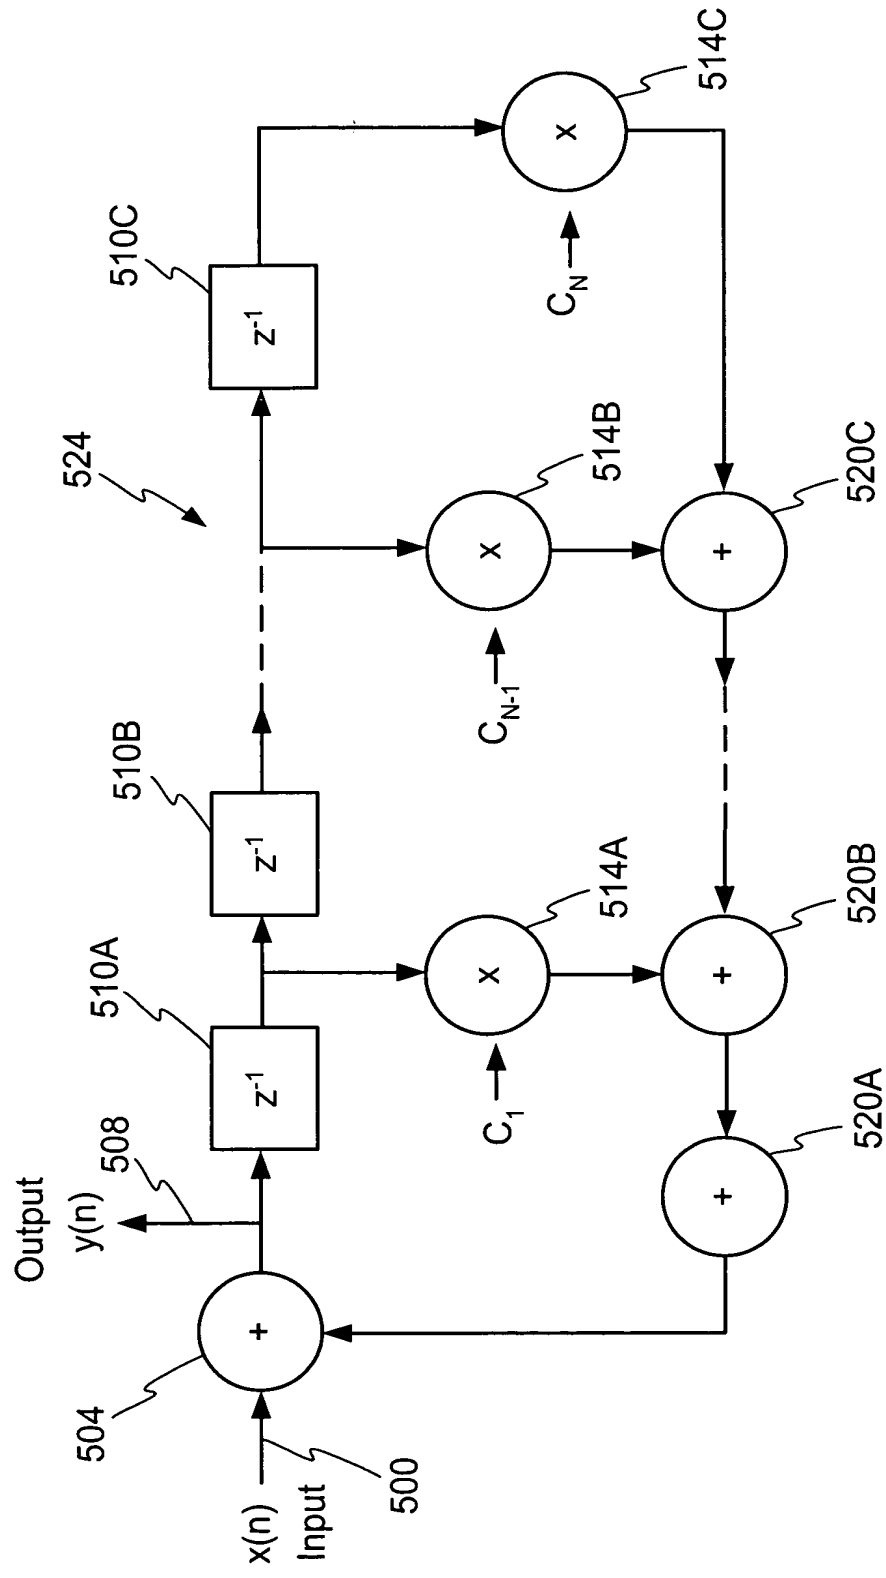 Output
y(n)
508
510A
510B
524
510C
z-1
z-1
z-1
504
+
x(n)
Input
500
C1
x
514A
CN-1
x
514B
CN
x
514C
+
520A
+
520B
+
520C